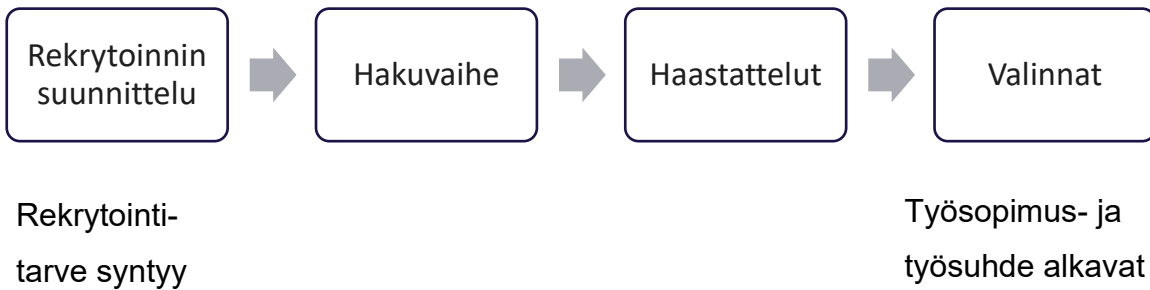 Rekrytoinnin
suunnittelu
Hakuvaihe
Haastattelut
Valinnat
Rekrytointi-
tarve syntyy
Työsopimus- ja
työsuhde alkavat